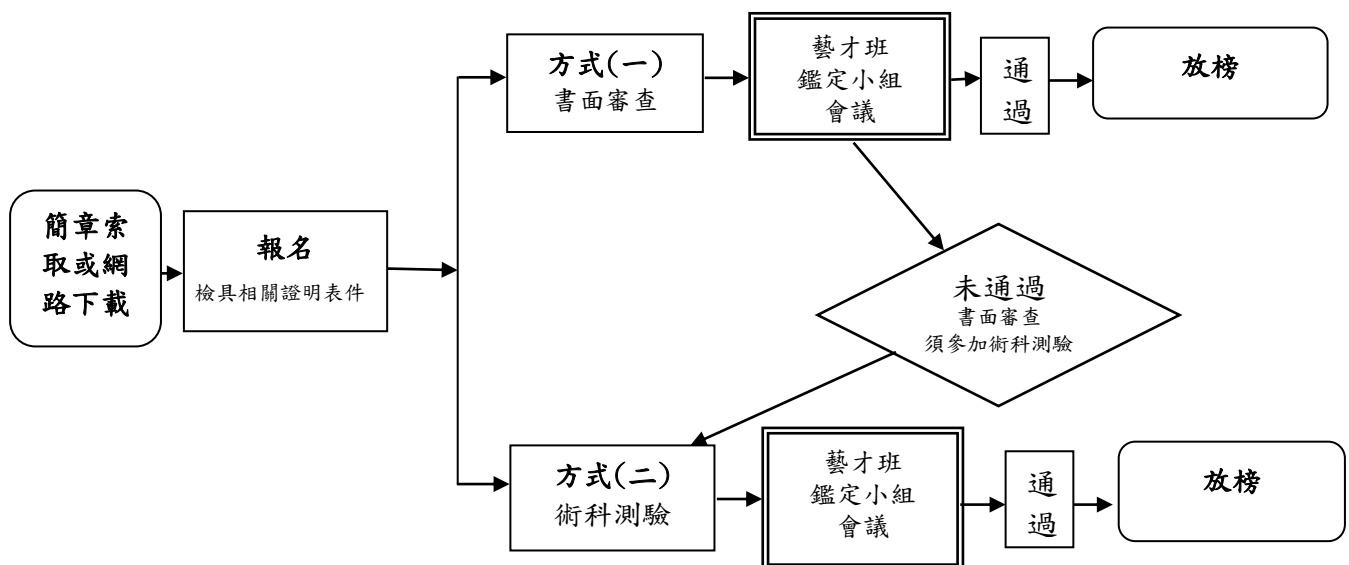 簡章索
取或網
路下載
報名
檢具相關證明表件
方式(一)
書面審查
藝才班
鑑定小組
會議
通
過
放榜
未通過
書面審查
須參加術科測驗
方式(二)
術科測驗
藝才班
鑑定小組
會議
通
過
放榜